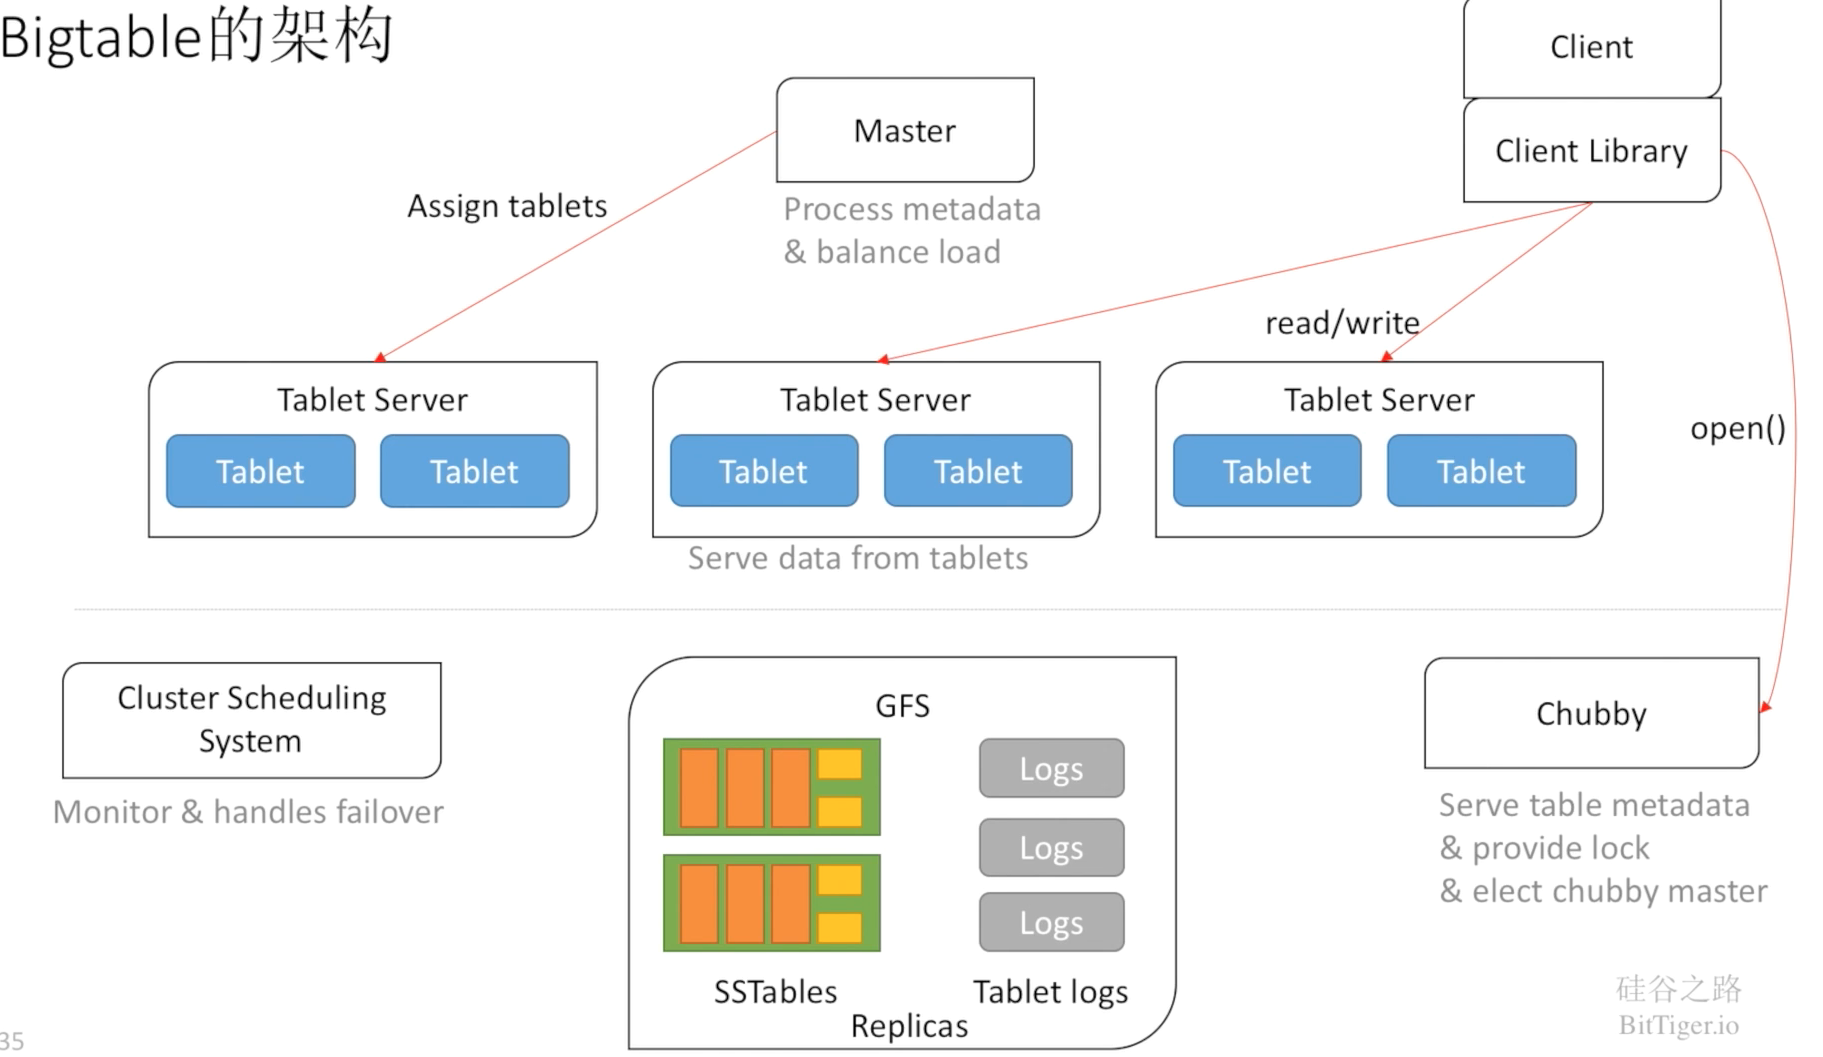 Bigtable的架构
Client
Master
Client Library
Assign tablets
Process metadata
& balance load
read/write
Tablet Server
Tablet Server
Tablet Server
open()
Tablet
Tablet
Tablet
Tablet
Tablet
Tablet
Serve data from tablets
Cluster Scheduling
System
Monitor & handles failover
GFS
Logs
Logs
Logs
SSTables
Tablet logs
Replicas
Chubby
Serve table metadata
& provide lock
& elect chubby master
硅谷之路
BitTiger.io
35